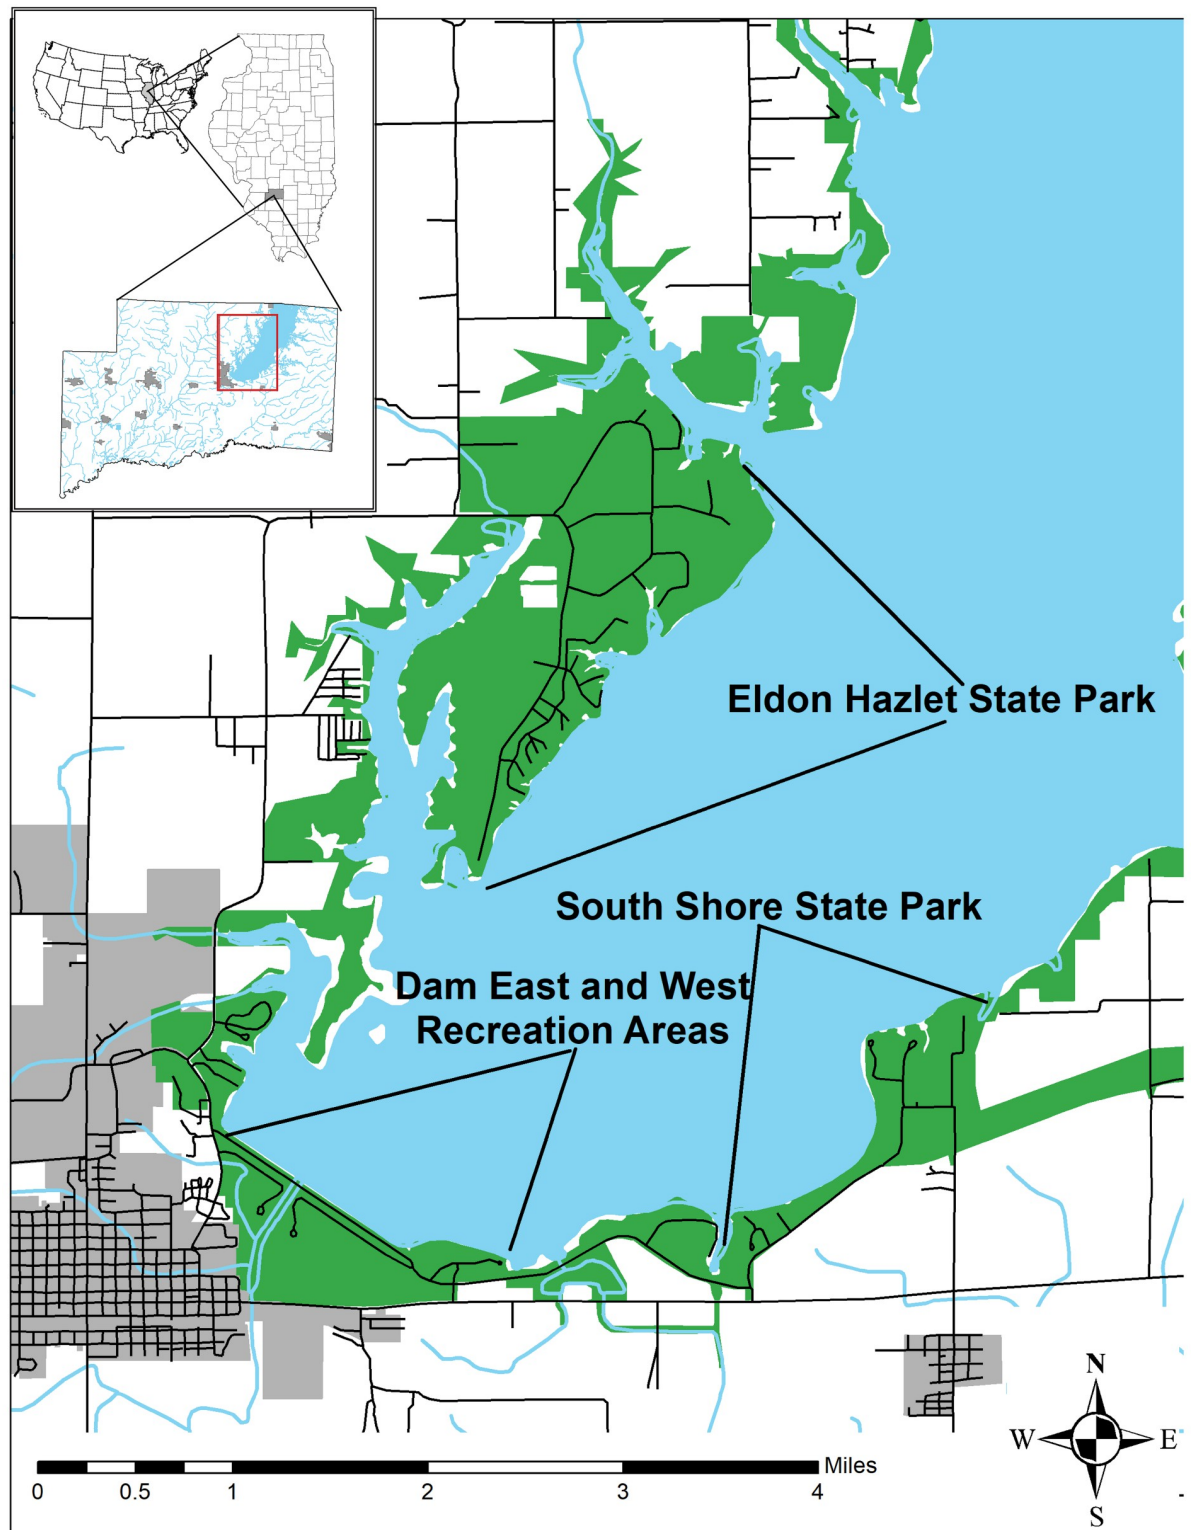 Eldon Hazlet State Park
South Shore State Park
Dam East and West
Recreation Areas
N
W E
S
Miles
0 0.5 1 2 3 4